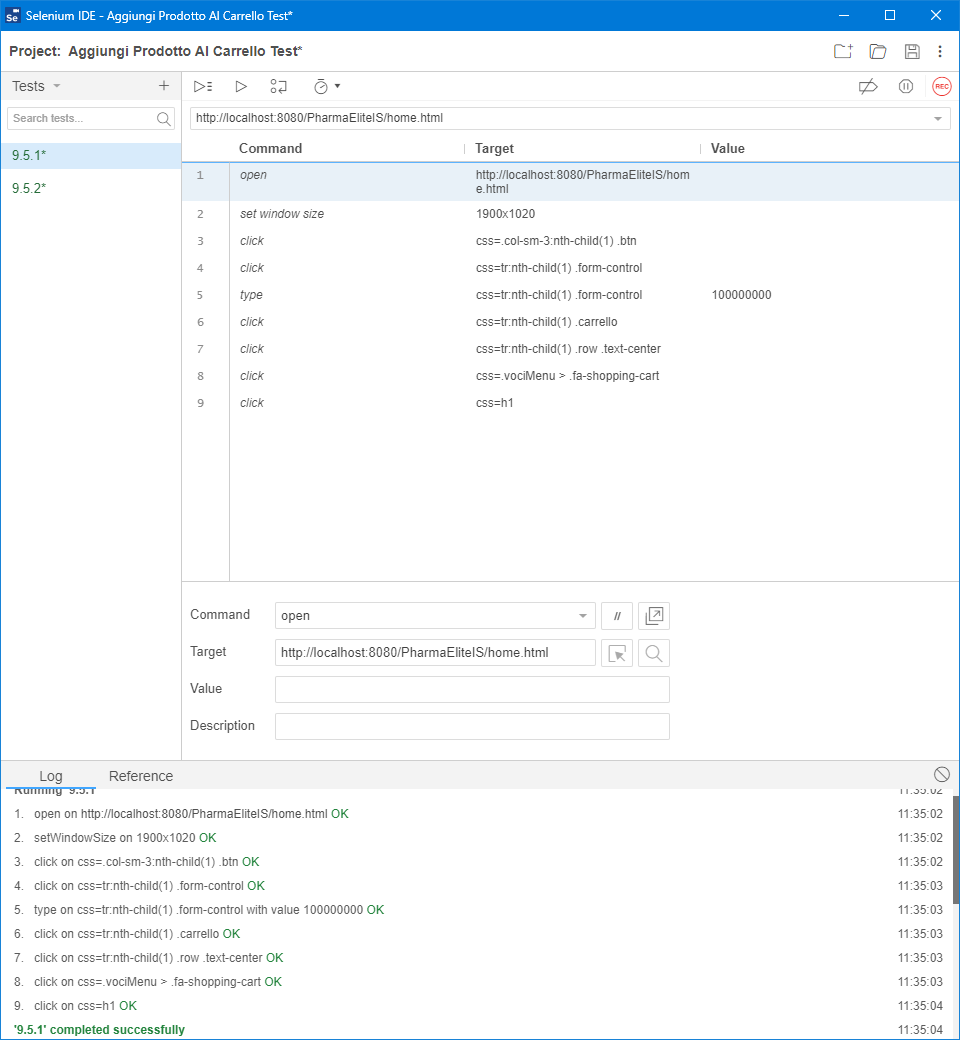 Se Selenium IDE - Aggiungi Prodotto Al Carrello Test*
Project: Aggiungi Prodotto Al Carrello Test*
Tests
Search tests...
9.5.1*
9.5.2*
REC
http://localhost:8080/PharmaEliteIS/home.html
Command Target Value
1 open http://localhost:8080/PharmaEliteIS/hom
e.html
2 set window size 1900x1020
3 click css=.col-sm-3:nth-child(1) .btn
4 click css=tr:nth-child(1) .form-control
5 type css=tr:nth-child(1) .form-control 100000000
6 click css=tr:nth-child(1) .carrello
7 click css=tr:nth-child(1) .row .text-center
8 click css=.vociMenu > .fa-shopping-cart
9 click css=h1
Command open //
Target http://localhost:8080/PharmaEliteIS/home.html
Value
Description
Log Reference
Running '9.5.1' 11:35:02
1. open on http://localhost:8080/PharmaEliteIS/home.html OK 11:35:02
2. setWindowSize on 1900x1020 OK 11:35:02
3. click on css=.col-sm-3:nth-child(1) .btn OK 11:35:02
4. click on css=tr:nth-child(1) .form-control OK 11:35:03
5. type on css=tr:nth-child(1) .form-control with value 100000000 OK 11:35:03
6. click on css=tr:nth-child(1) .carrello OK 11:35:03
7. click on css=tr:nth-child(1) .row .text-center OK 11:35:03
8. click on css=.vociMenu > .fa-shopping-cart OK 11:35:03
9. click on css=h1 OK 11:35:04
'9.5.1' completed successfully 11:35:04